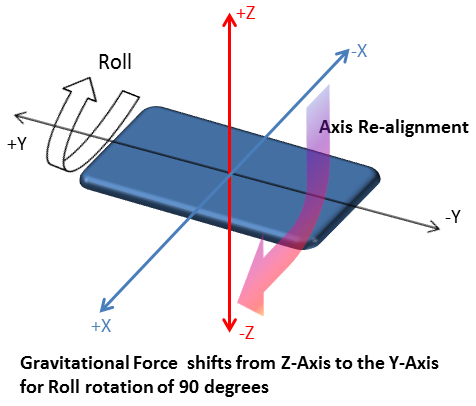 +Z
-X
Roll
Axis Re-alignment
+Y
-Y
+X
-Z
Gravitational Force shifts from Z-Axis to the Y-Axis
for Roll rotation of 90 degrees